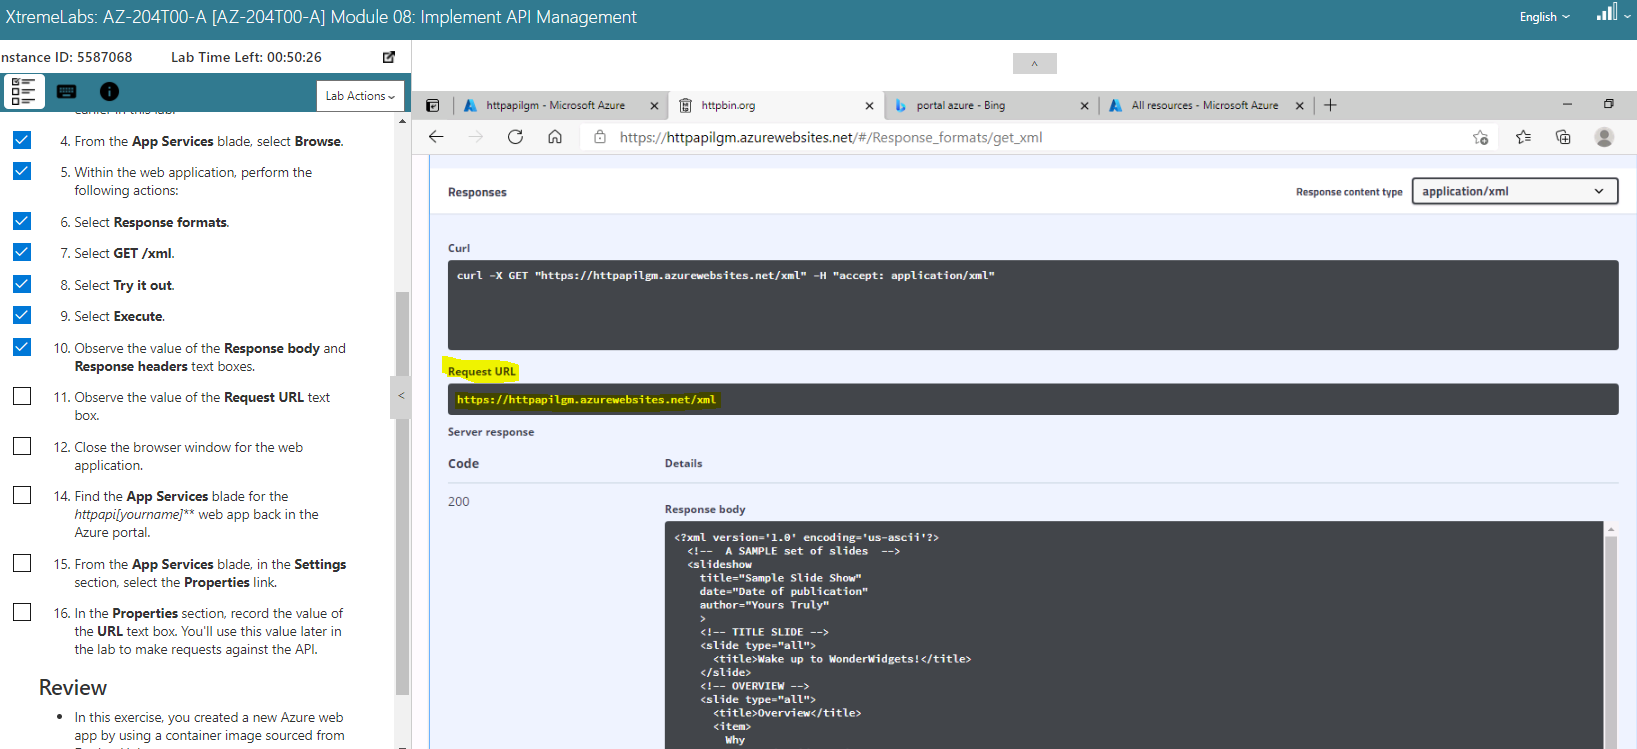 XtremeLabs: AZ-204T00-A [AZ-204T00-A] Module 08: Implement API Management
English
nstance ID: 5587068
Lab Time Left: 00:50:26
Lab Actions
4. From the App Services blade, select Browse.
5. Within the web application, perform the
following actions:
6. Select Response formats.
7. Select GET /xml.
8. Select Try it out.
9. Select Execute.
10. Observe the value of the Response body and
Response headers text boxes.
11. Observe the value of the Request URL text
box.
12. Close the browser window for the web
application.
14. Find the App Services blade for the
httpapi[yourname]** web app back in the
Azure portal.
15. From the App Services blade, in the Settings
section, select the Properties link.
16. In the Properties section, record the value of
the URL text box. You'll use this value later in
the lab to make requests against the API.
Review
• In this exercise, you created a new Azure web
app by using a container image sourced from
httpapilgm - Microsoft Azure
httpbin.org
portal azure - Bing
All resources - Microsoft Azure
https://httpapilgm.azurewebsites.net/#/Response_formats/get_xml
Responses
Response content type
application/xml
Curl
curl -X GET "https://httpapilgm.azurewebsites.net/xml" -H "accept: application/xml"
Request URL
https://httpapilgm.azurewebsites.net/xml
Server response
Code
Details
200
Response body
<?xml version='1.0' encoding='us-ascii'?>
<!--  A SAMPLE set of slides  -->
<slideshow
title="Sample Slide Show"
date="Date of publication"
author="Yours Truly"
>
<!-- TITLE SLIDE -->
<slide type="all">
<title>Wake up to WonderWidgets!</title>
</slide>
<!-- OVERVIEW -->
<slide type="all">
<title>Overview</title>
<item>
Why